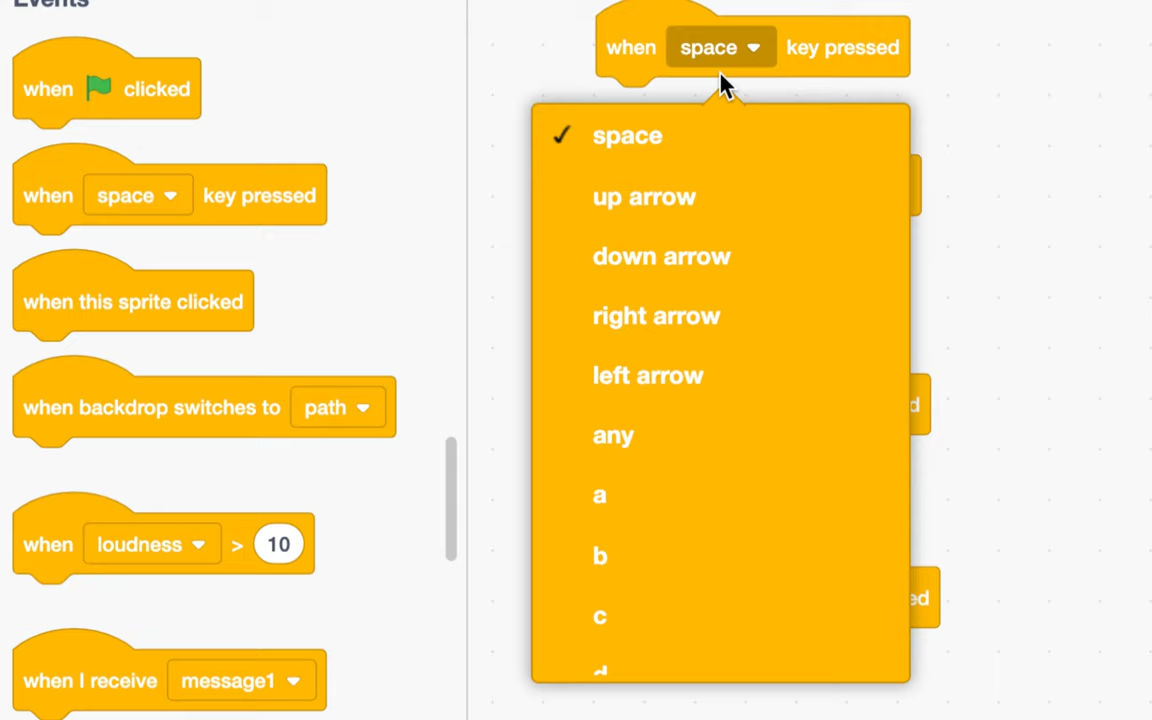 Events
when clicked
when space key pressed
when this sprite clicked
when backdrop switches to path
when loudness > 10
when I receive message1
when space key pressed
space
up arrow
down arrow
right arrow
left arrow
any
a
b
c
d
d
ed